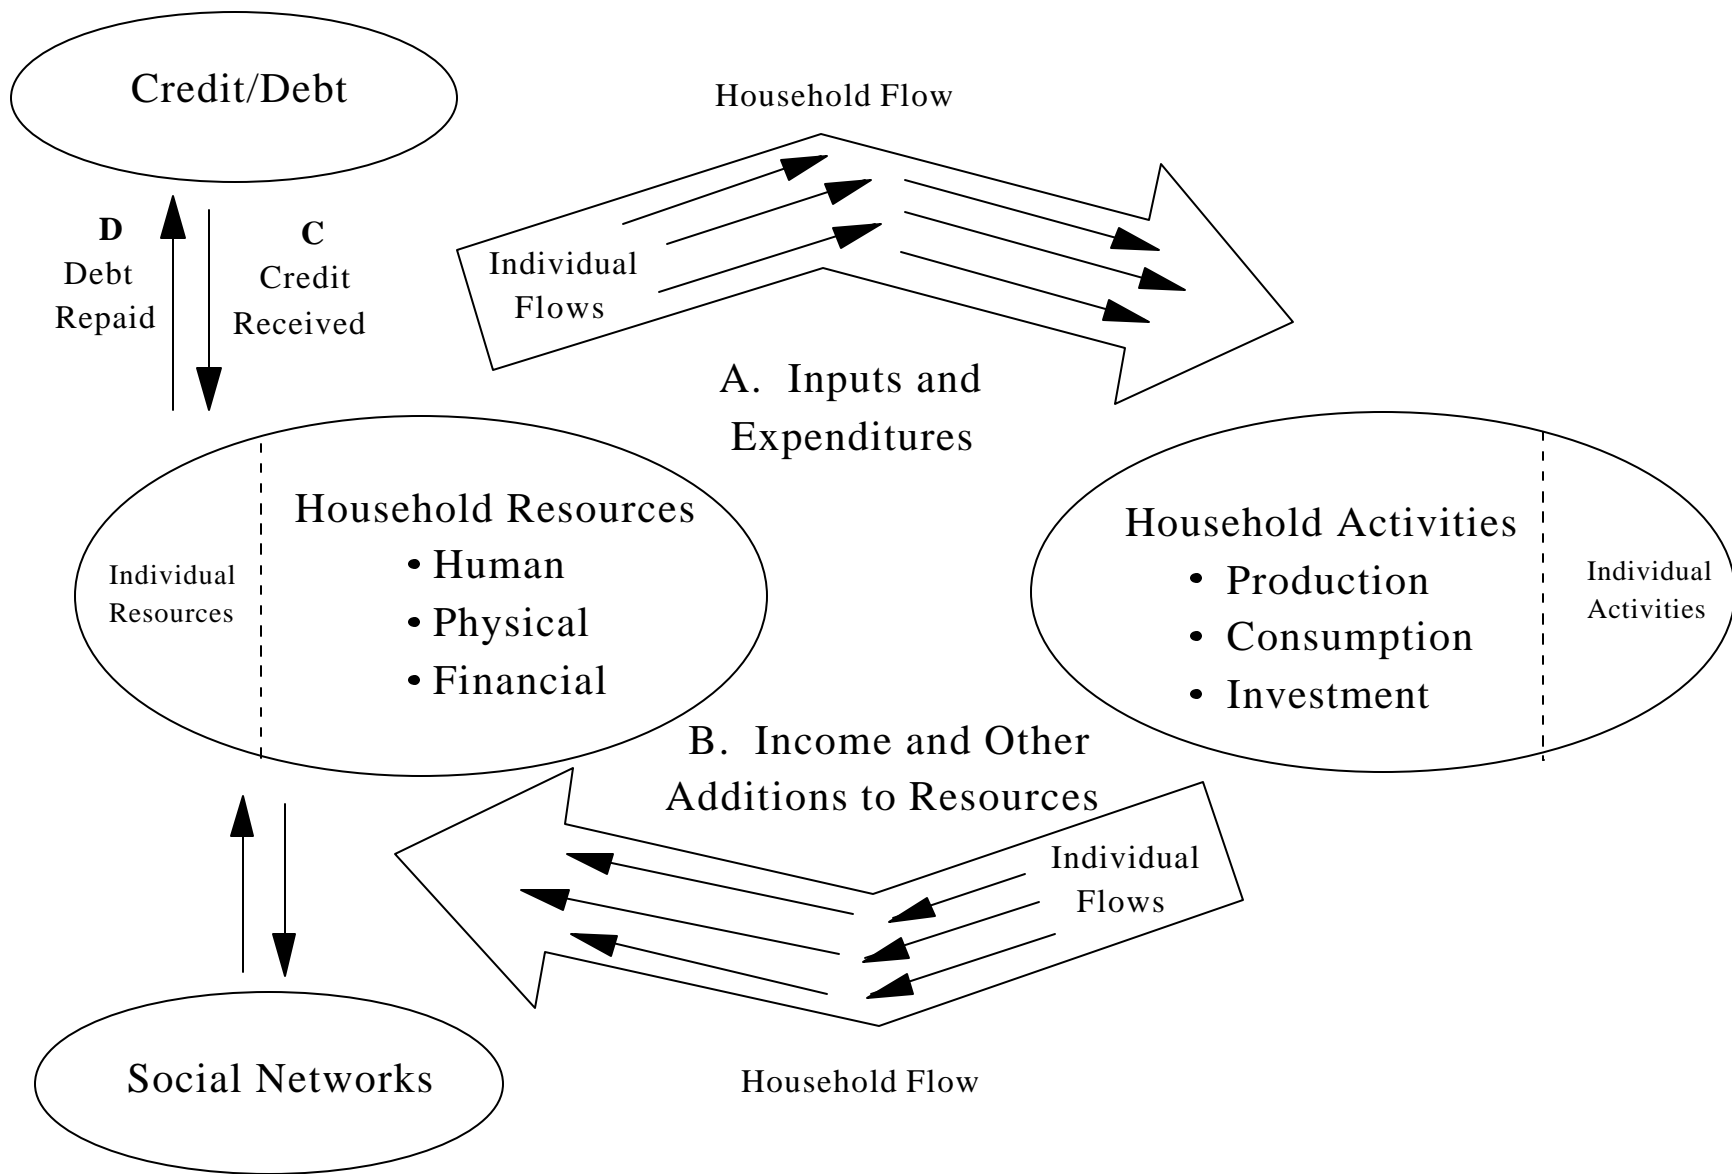 Credit/Debt
Household Flow
D
Debt
Repaid
C
Credit
Received
Individual
Flows
A. Inputs and
Expenditures
Household Resources
• Human
• Physical
• Financial
Individual
Resources
Household Activities
• Production
• Consumption
• Investment
Individual
Activities
B. Income and Other
Additions to Resources
Individual
Flows
Social Networks
Household Flow